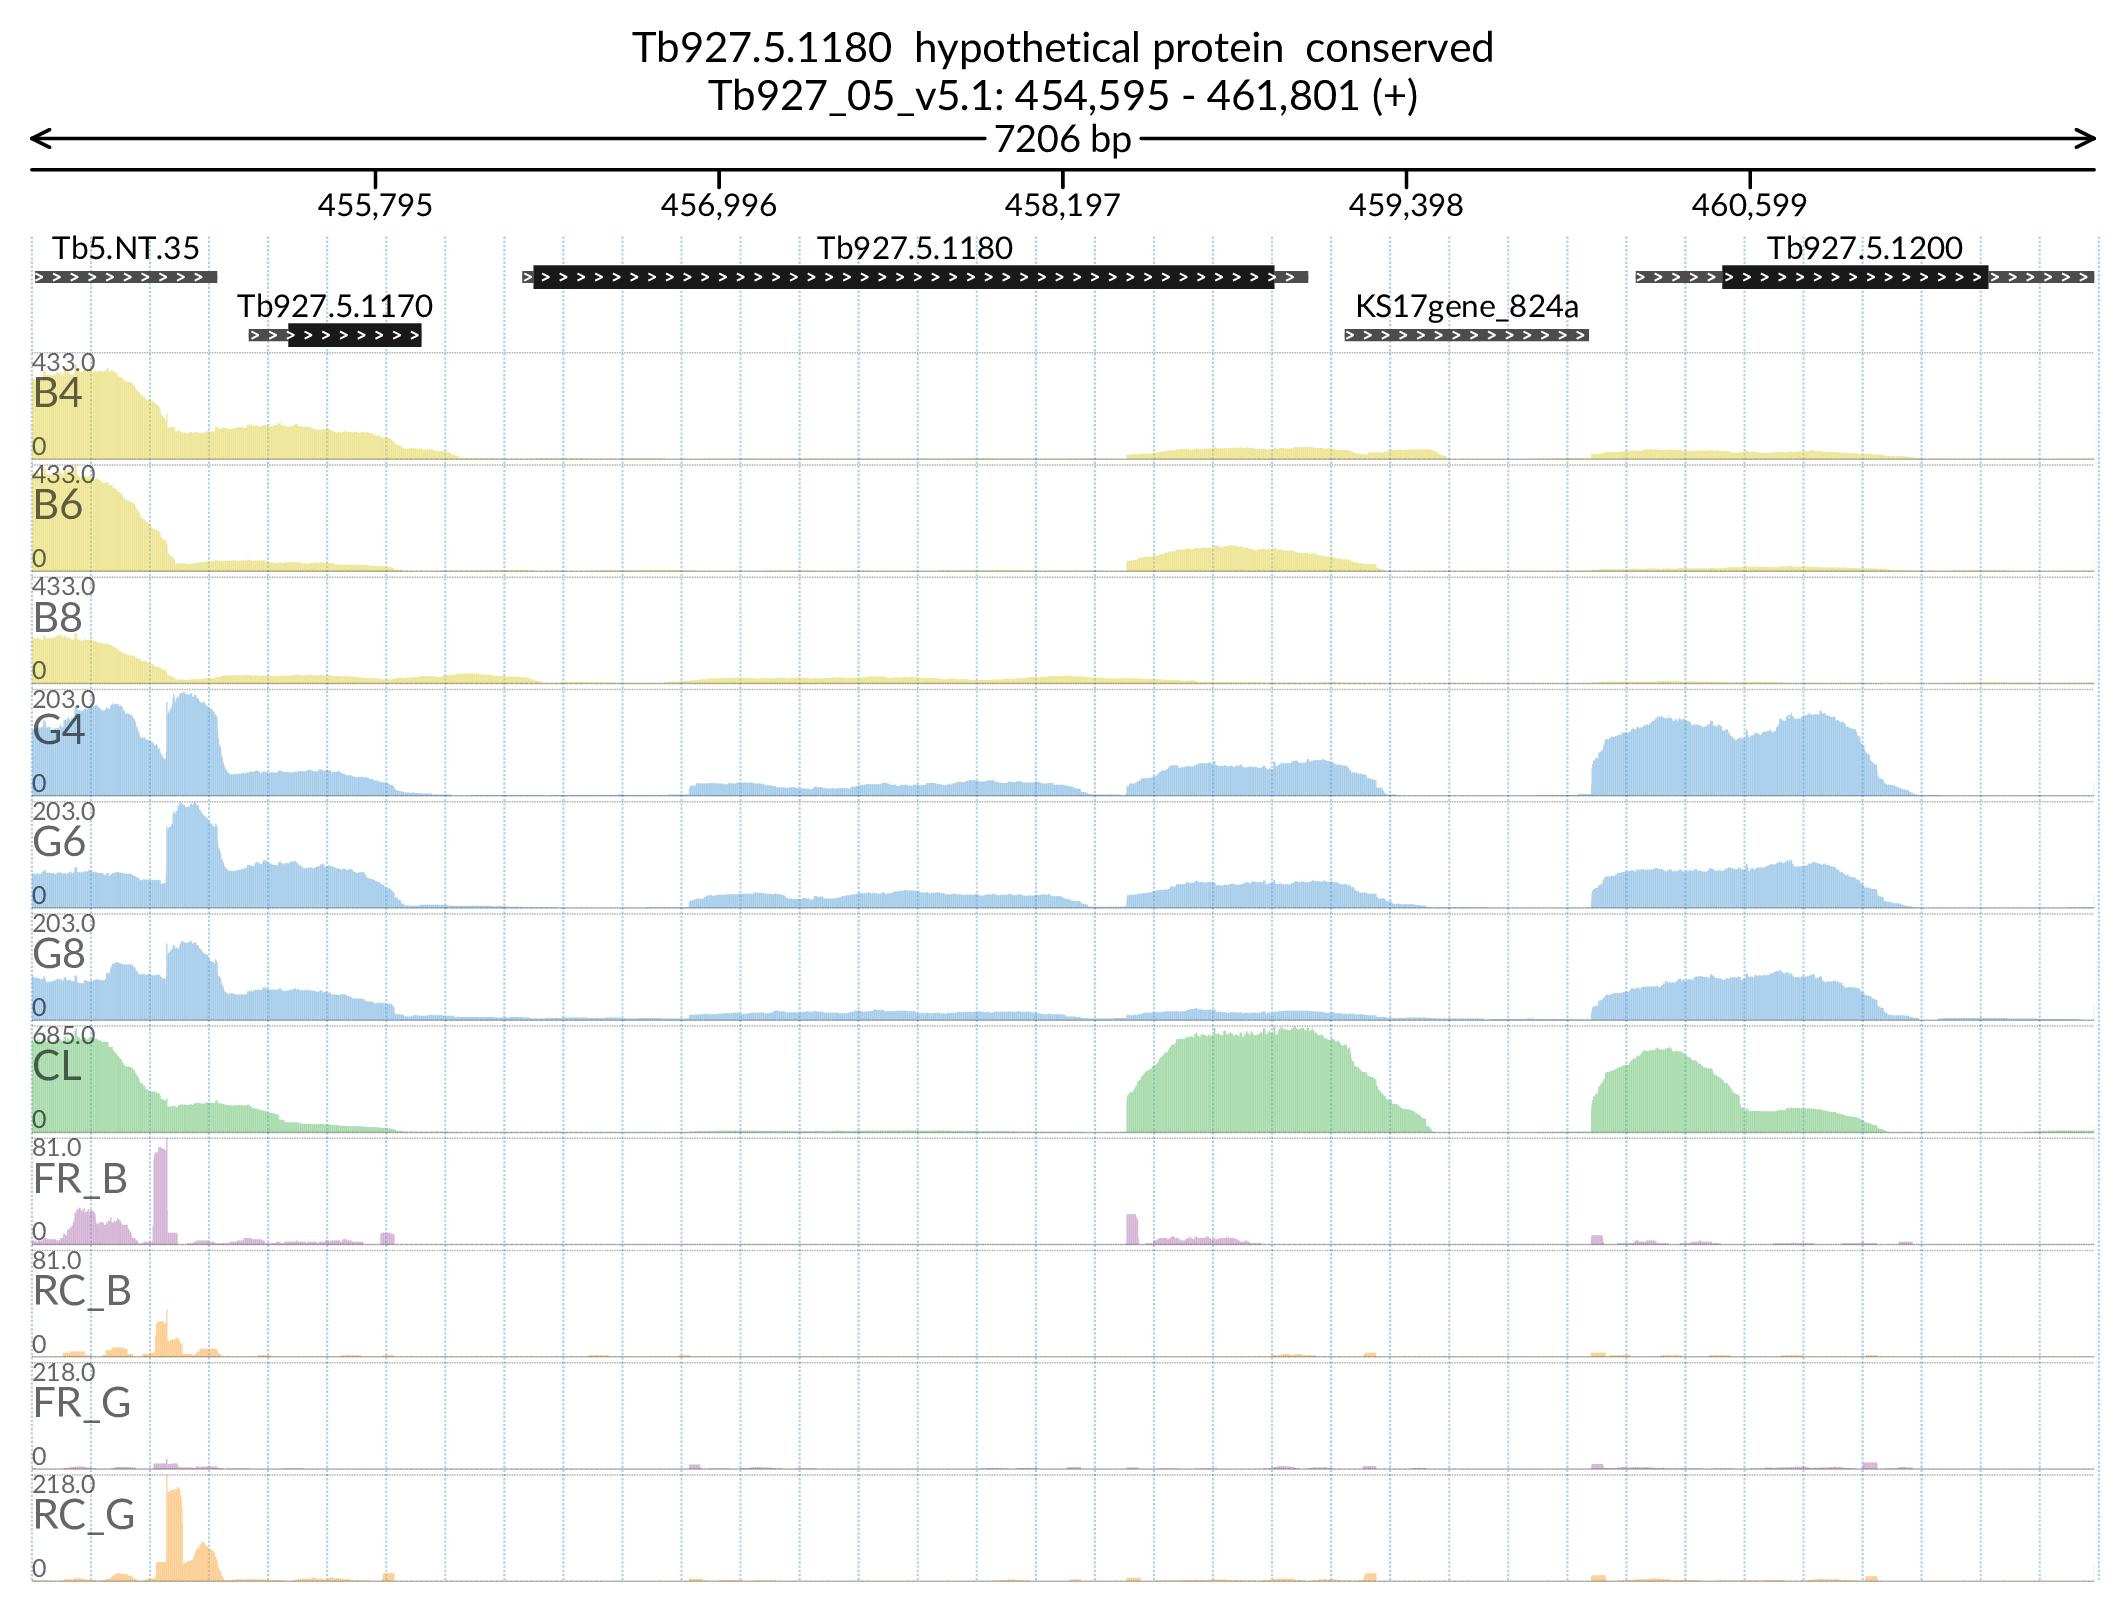 Tb927.5.1180 hypothetical protein conserved
Tb927_05_v5.1: 454,595 - 461,801 (+)
7206 bp
455,795 456,996 458,197 459,398 460,599
Tb5.NT.35 Tb927.5.1180 Tb927.5.1200
Tb927.5.1170 KS17gene_824a
433.0
B4
0
433.0
B6
0
433.0
B8
0
203.0
G4
0
203.0
G6
0
203.0
G8
0
685.0
CL
0
81.0
FR_B
0
81.0
RC_B
0
218.0
FR_G
0
218.0
RC_G
0